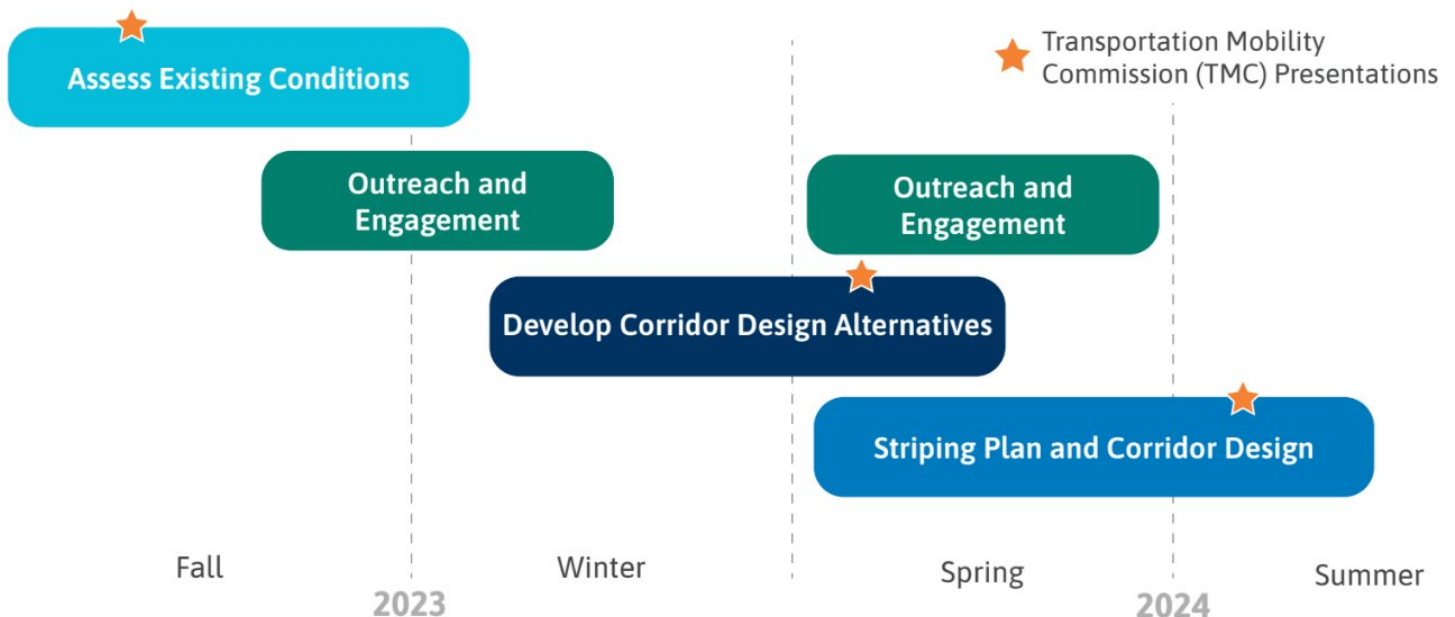 Transportation Mobility
Commission (TMC) Presentations
Assess Existing Conditions
Outreach and
Engagement
Outreach and
Engagement
Develop Corridor Design Alternatives
Striping Plan and Corridor Design
Fall
Winter
Spring
Summer
2023
2024